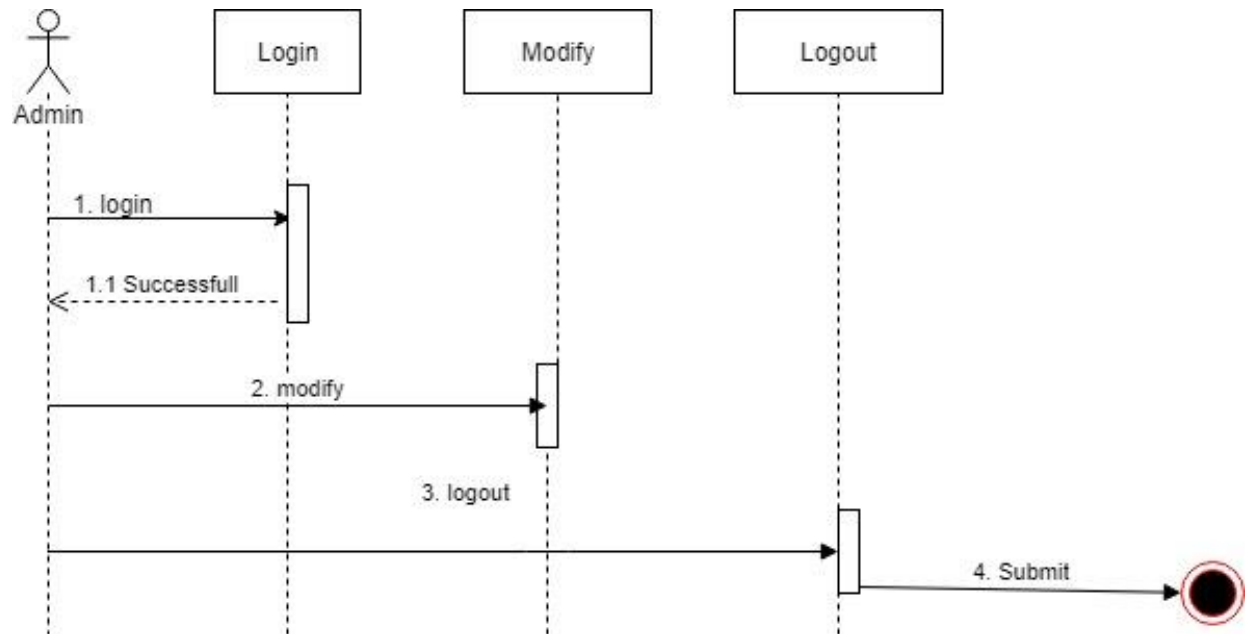 Login
Modify
Logout
Admin
1. login
1.1 Successfull
2. modify
3. logout
4. Submit